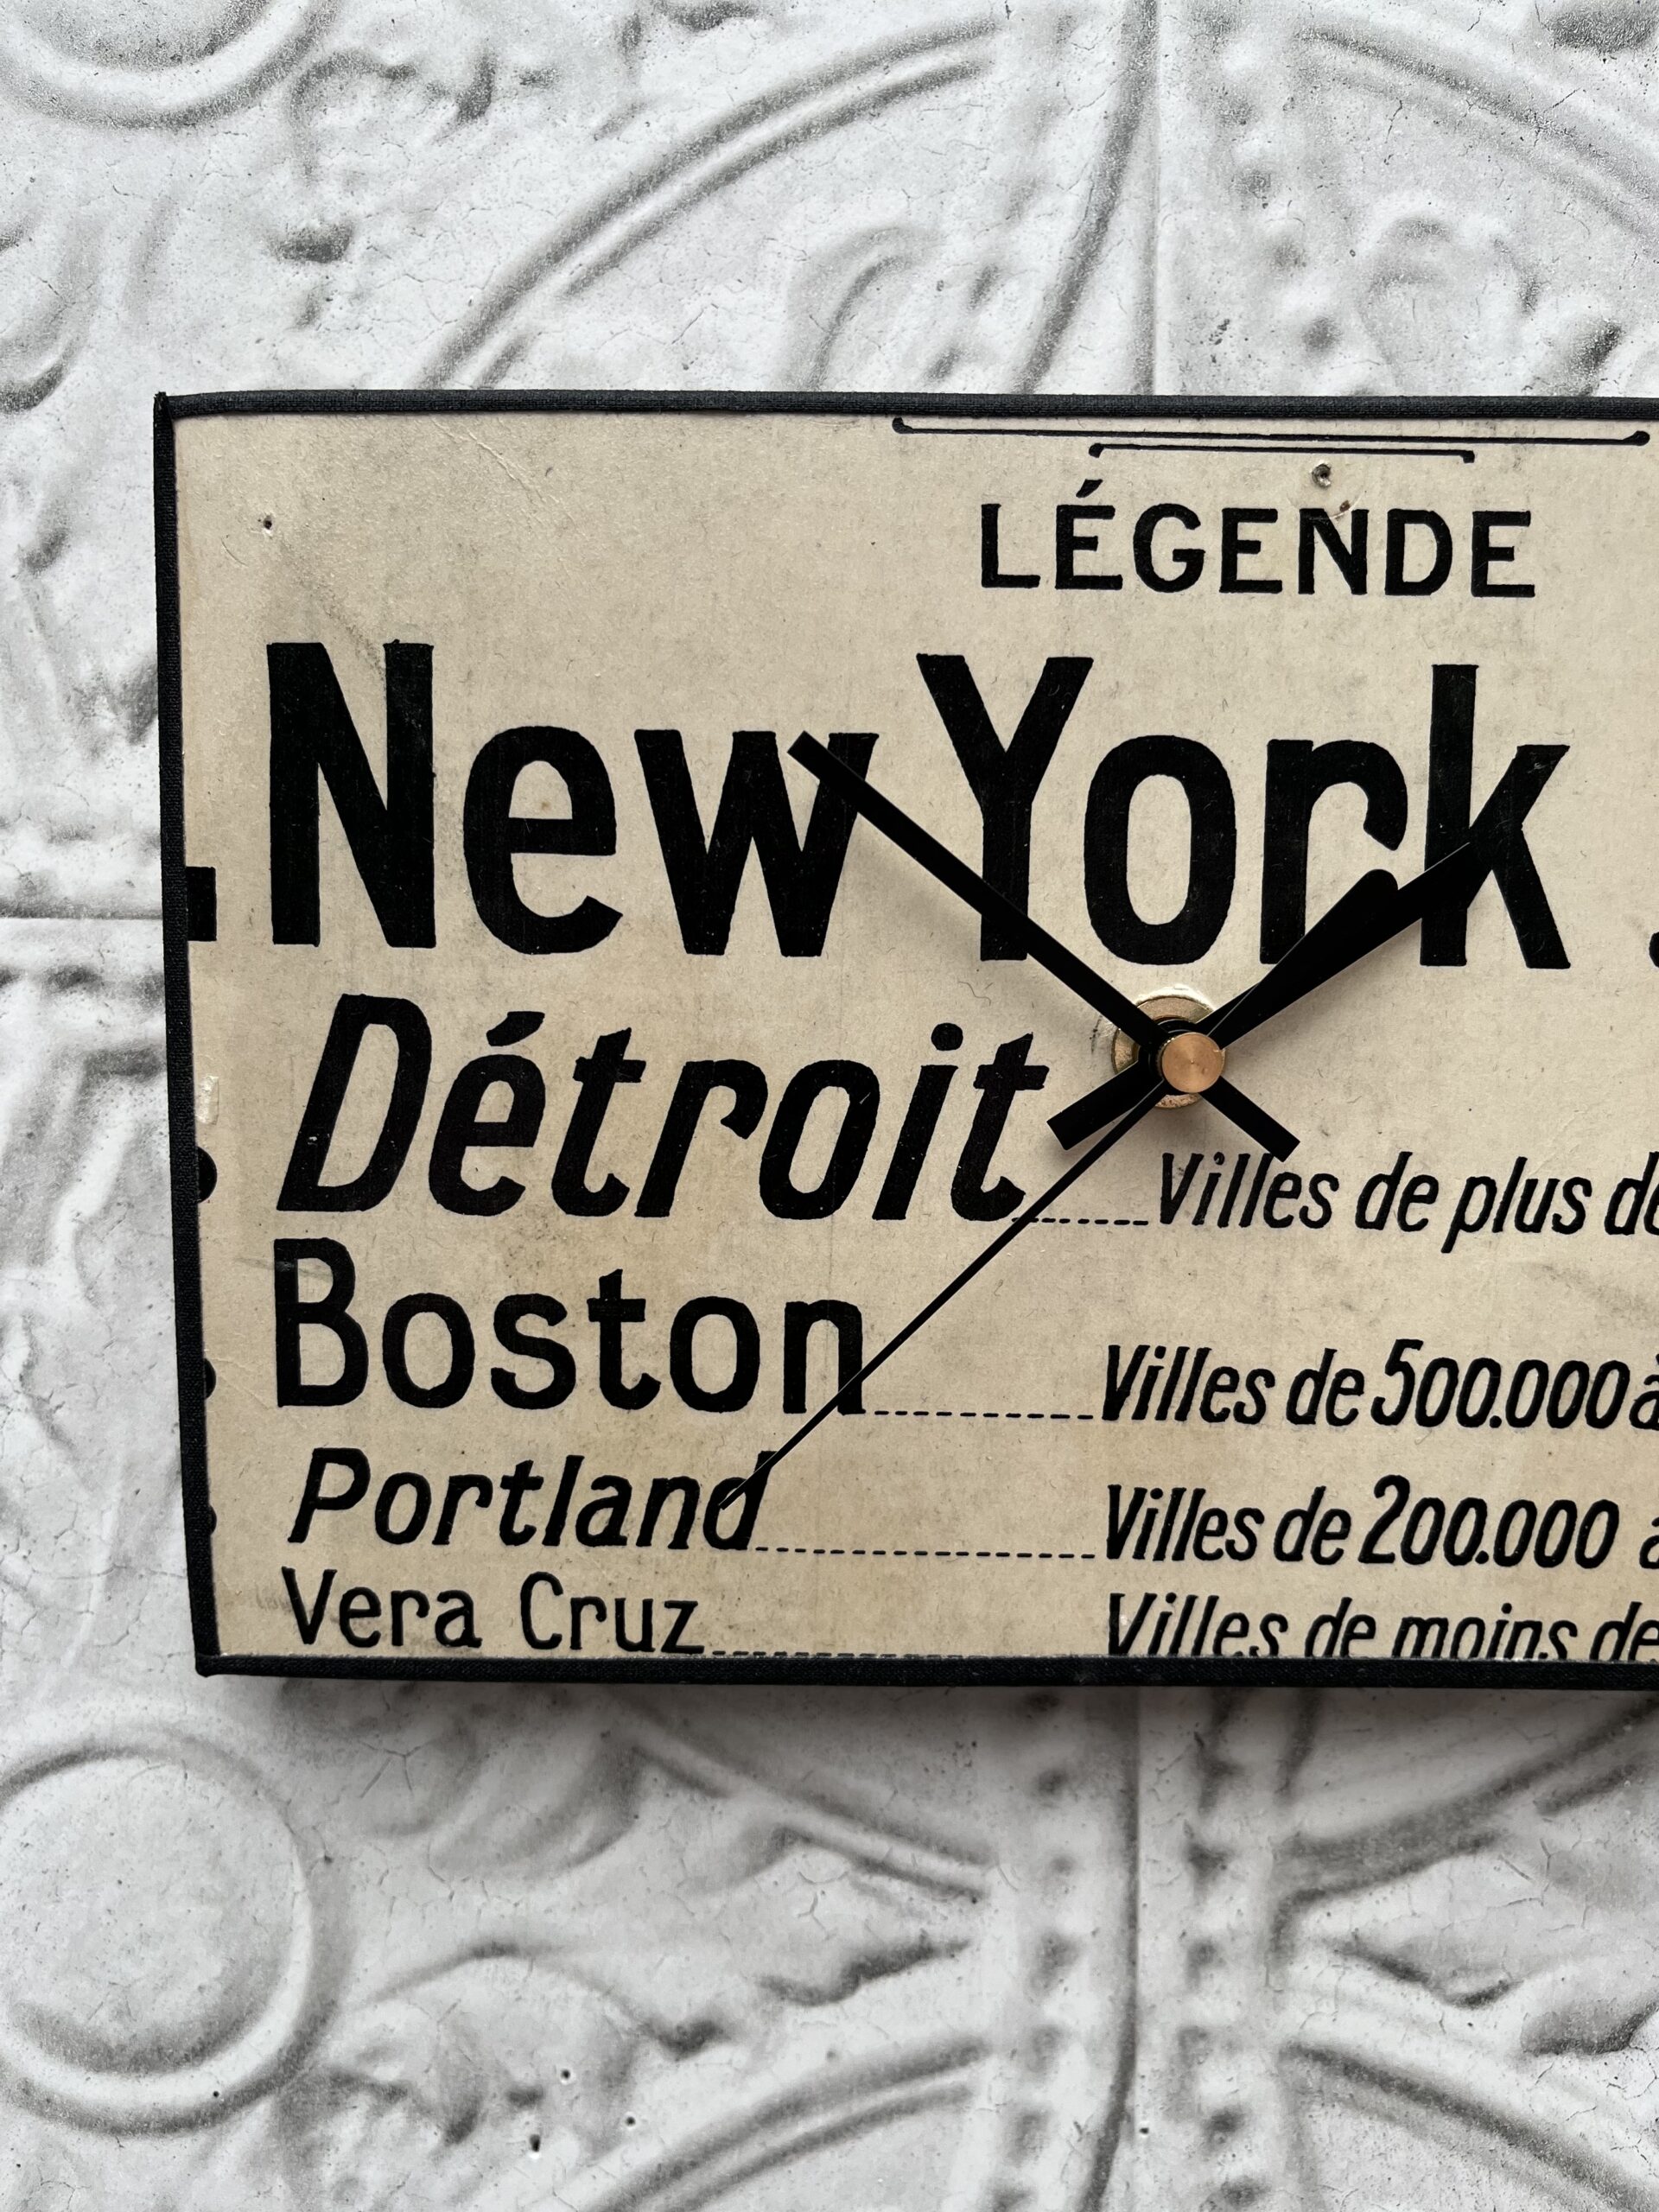 LÉGENDE
New York
Détroit........Villes de plus de
Boston..............Villes de 500.000 à
Portland......................Villes de 200.000
Vera Cruz..................Villes de moins de